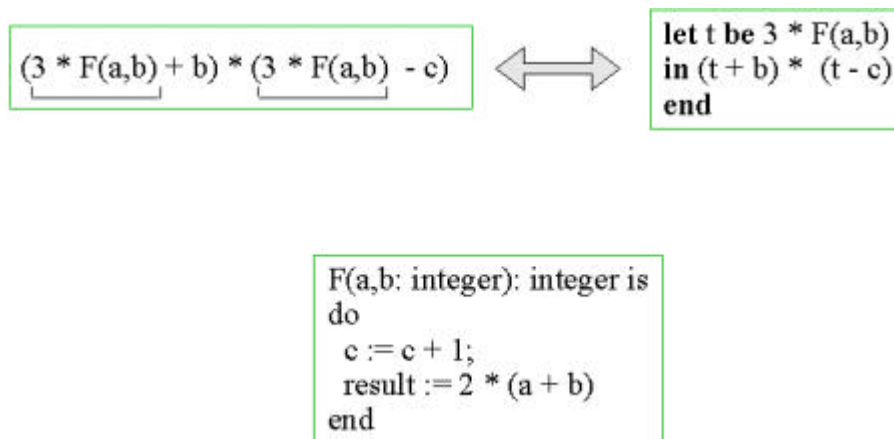 (3 * F(a,b) + b) * (3 * F(a,b) - c)
let t be 3 * F(a,b)
in (t + b) * (t - c)
end
F(a,b: integer): integer is
do
c := c + 1;
result := 2 * (a + b)
end